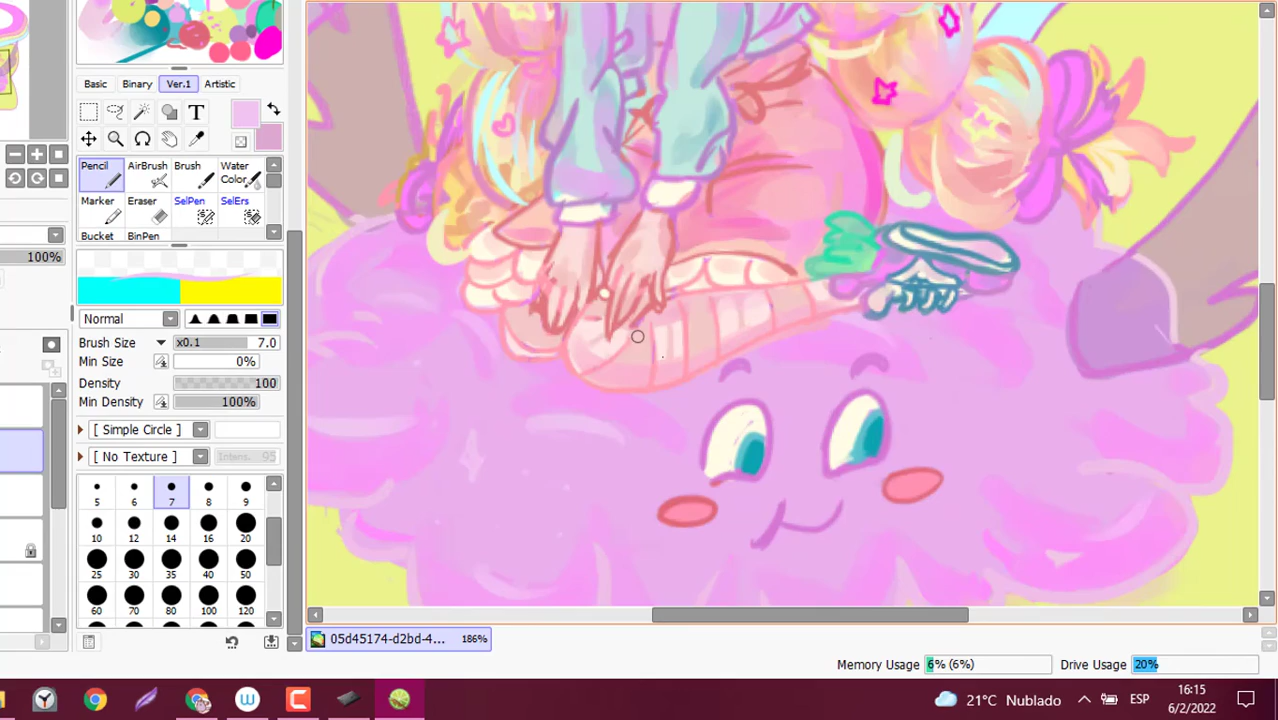 Basic Binary Ver.1 Artistic
T
Pencil AirBrush Brush Water Color
Marker Eraser SelPen SelErs
Bucket BinPen
100%
Normal
Brush Size x0.1 7.0
Min Size 0%
Density 100
Min Density 100%
[ Simple Circle ]
[ No Texture ] Intens. 95
5 6 7 8 9
10 12 14 16 20
25 30 35 40 50
60 70 80 100 120
05d45174-d2bd-4... 186%
Memory Usage 6% (6%) Drive Usage 20%
21°C Nublado ESP 16:15
6/2/2022